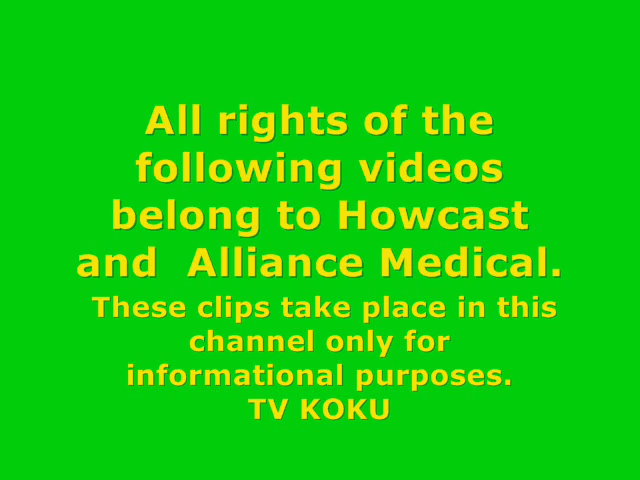 All rights of the
following videos
belong to Howcast
and  Alliance Medical.
These clips take place in this
channel only for
informational purposes.
TV KOKU